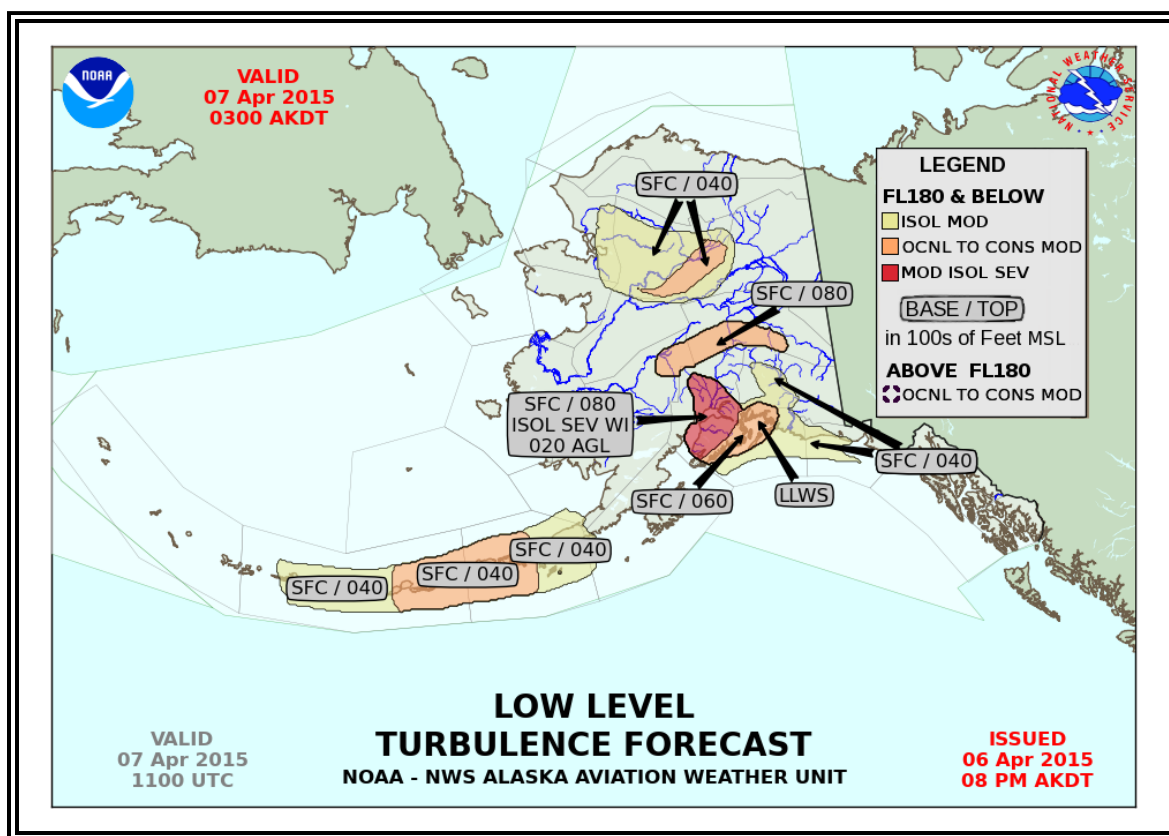 NOAA
VALID
07 Apr 2015
0300 AKDT
NATIONAL WEATHER SERVICE
LEGEND
FL180 & BELOW
ISOL MOD
OCNL TO CONS MOD
MOD ISOL SEV
BASE / TOP
in 100s of Feet MSL
ABOVE FL180
OCNL TO CONS MOD
SFC / 040
SFC / 080
SFC / 080
ISOL SEV WI
020 AGL
SFC / 040
SFC / 060
LLWS
SFC / 040
SFC / 040
SFC / 040
LOW LEVEL
TURBULENCE FORECAST
NOAA - NWS ALASKA AVIATION WEATHER UNIT
VALID
07 Apr 2015
1100 UTC
ISSUED
06 Apr 2015
08 PM AKDT